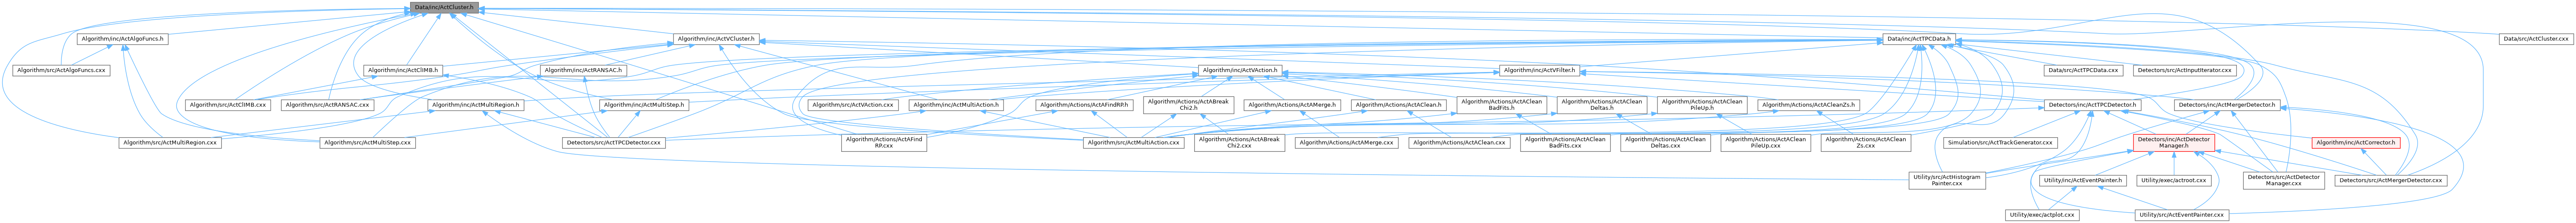 Data/inc/ActCluster.h
Algorithm/inc/ActAlgoFuncs.h
Algorithm/inc/ActVCluster.h
Data/inc/ActTPCData.h
Data/src/ActCluster.cxx
Algorithm/src/ActAlgoFuncs.cxx
Algorithm/inc/ActCIIMB.h
Algorithm/inc/ActRANSAC.h
Algorithm/inc/ActVAction.h
Algorithm/inc/ActVFilter.h
Data/src/ActTPCData.cxx
Detectors/src/ActInputIterator.cxx
Algorithm/src/ActCIIMB.cxx
Algorithm/src/ActRANSAC.cxx
Algorithm/inc/ActMultiRegion.h
Algorithm/inc/ActMultiStep.h
Algorithm/src/ActVAction.cxx
Algorithm/inc/ActMultiAction.h
Algorithm/Actions/ActAFindRP.h
Algorithm/Actions/ActABreak
Chi2.h
Algorithm/Actions/ActAMerge.h
Algorithm/Actions/ActAClean.h
Algorithm/Actions/ActAClean
BadFits.h
Algorithm/Actions/ActAClean
Deltas.h
Algorithm/Actions/ActAClean
PileUp.h
Algorithm/Actions/ActACleanZs.h
Detectors/inc/ActTPCDetector.h
Detectors/inc/ActMergerDetector.h
Algorithm/src/ActMultiRegion.cxx
Algorithm/src/ActMultiStep.cxx
Detectors/src/ActTPCDetector.cxx
Algorithm/Actions/ActAFind
RP.cxx
Algorithm/src/ActMultiAction.cxx
Algorithm/Actions/ActABreak
Chi2.cxx
Algorithm/Actions/ActAMerge.cxx
Algorithm/Actions/ActAClean.cxx
Algorithm/Actions/ActAClean
BadFits.cxx
Algorithm/Actions/ActAClean
Deltas.cxx
Algorithm/Actions/ActAClean
PileUp.cxx
Algorithm/Actions/ActAClean
Zs.cxx
Simulation/src/ActTrackGenerator.cxx
Detectors/inc/ActDetector
Manager.h
Algorithm/inc/ActCorrector.h
Utility/src/ActHistogram
Painter.cxx
Utility/inc/ActEventPainter.h
Utility/exec/actroot.cxx
Detectors/src/ActDetector
Manager.cxx
Detectors/src/ActMergerDetector.cxx
Utility/exec/actplot.cxx
Utility/src/ActEventPainter.cxx